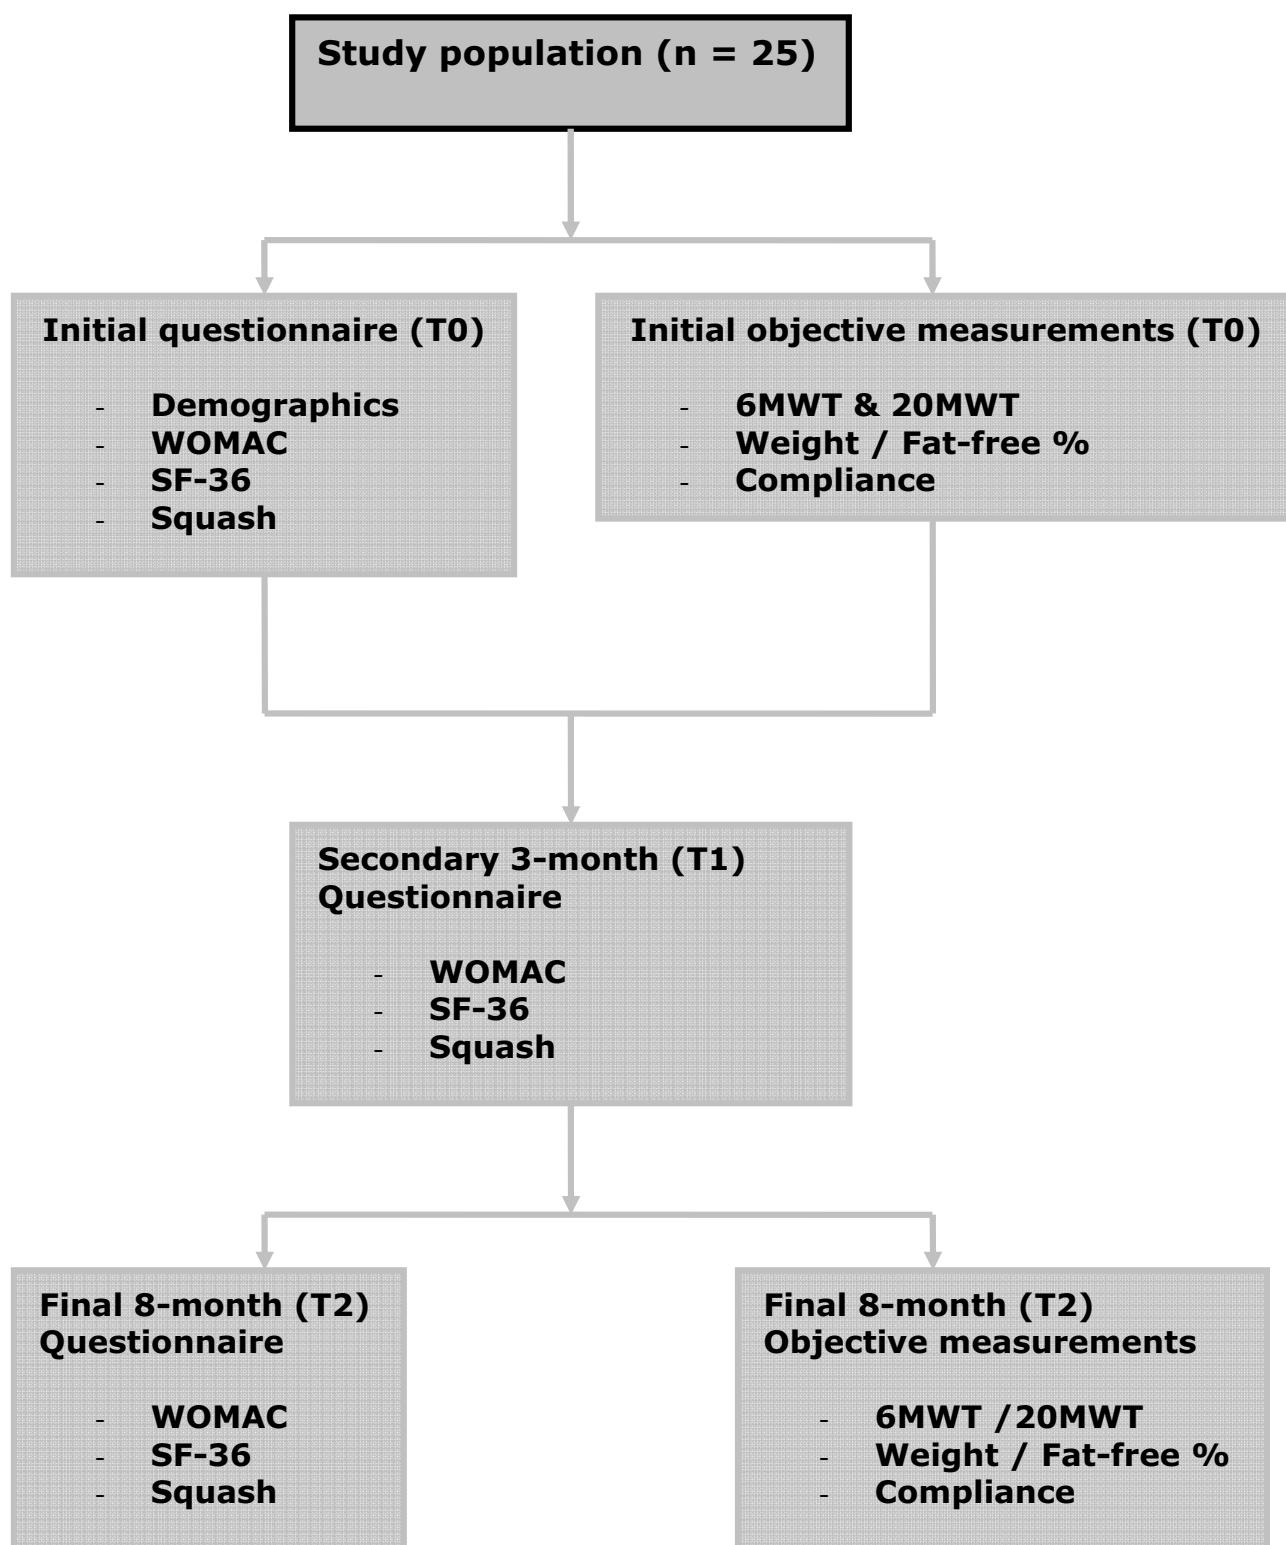 Study population (n = 25)
Initial questionnaire (T0)
- Demographics
- WOMAC
- SF-36
- Squash
Initial objective measurements (T0)
- 6MWT & 20MWT
- Weight / Fat-free %
- Compliance
Secondary 3-month (T1)
Questionnaire
- WOMAC
- SF-36
- Squash
Final 8-month (T2)
Questionnaire
- WOMAC
- SF-36
- Squash
Final 8-month (T2)
Objective measurements
- 6MWT /20MWT
- Weight / Fat-free %
- Compliance